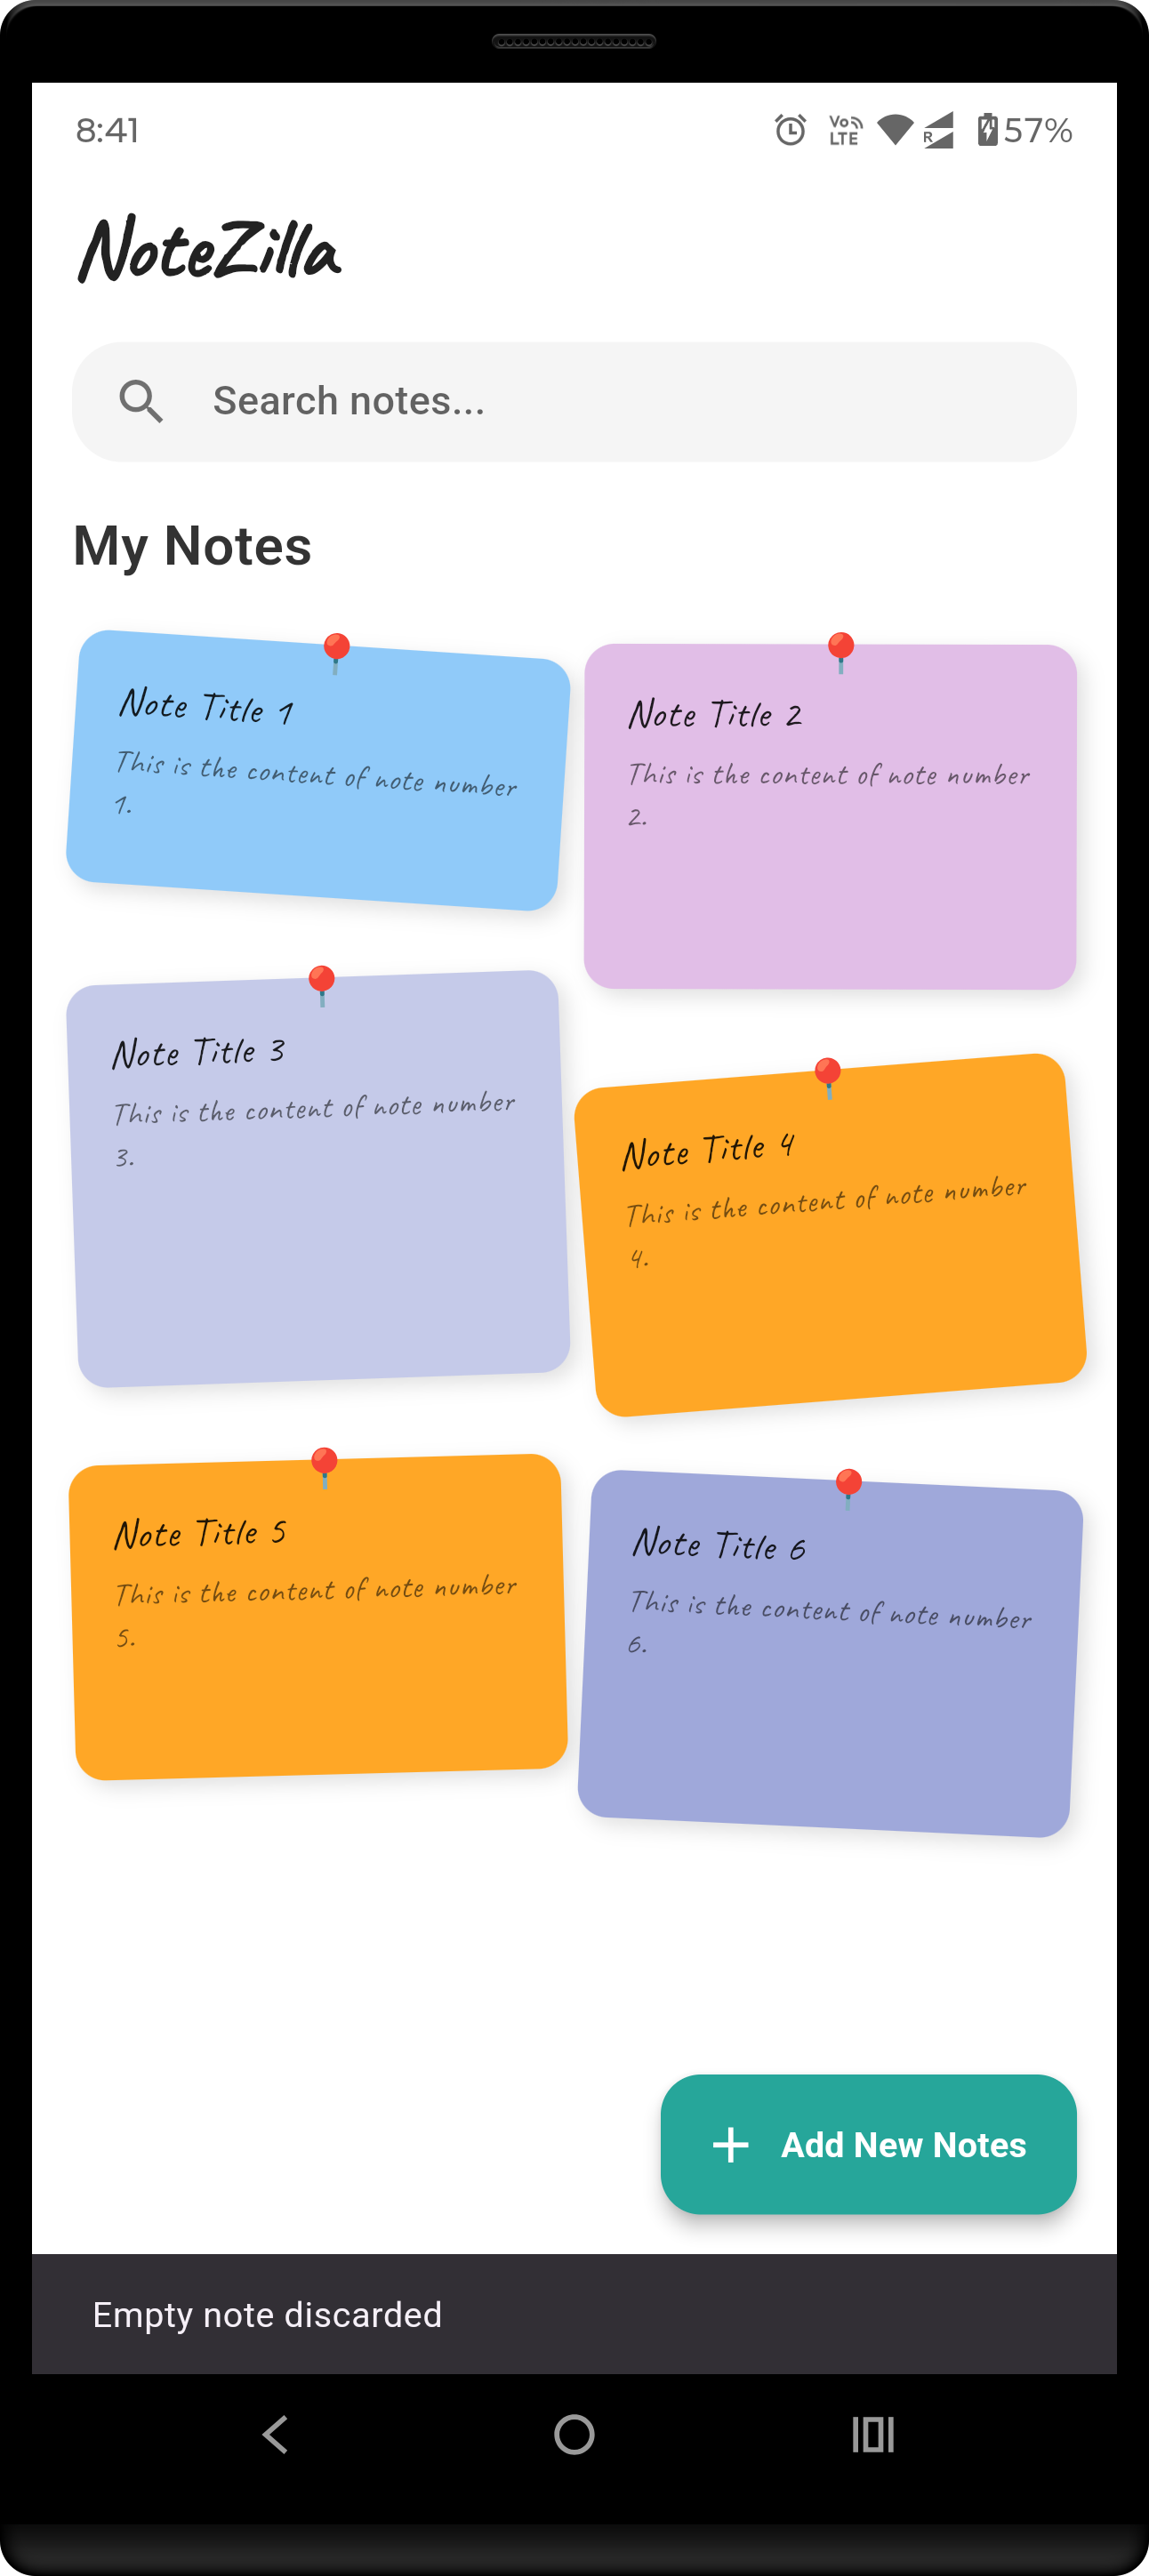 8:41
Vo LTE R 57%
NoteZilla
Search notes...
My Notes
Note Title 1
This is the content of note number
1.
Note Title 2
This is the content of note number
2.
Note Title 3
This is the content of note number
3.
Note Title 4
This is the content of note number
4.
Note Title 5
This is the content of note number
5.
Note Title 6
This is the content of note number
6.
Add New Notes
Empty note discarded